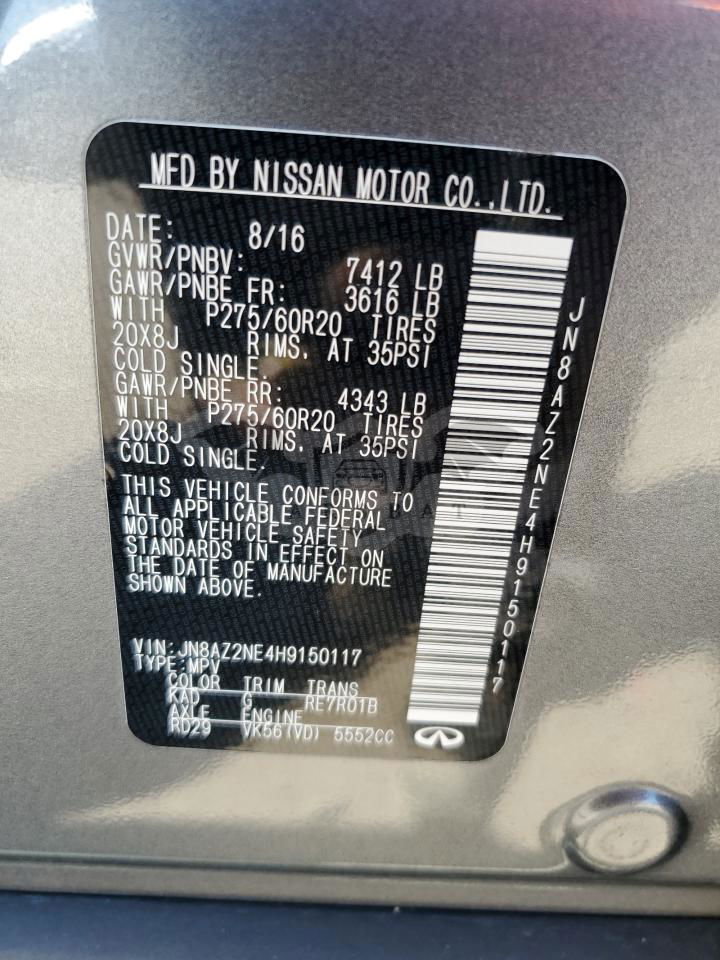 MFD BY NISSAN MOTOR CO.,LTD.
DATE: 8/16
GVWR/PNBV: 7412 LB
GAWR/PNBE FR: 3616 LB
WITH P275/60R20 TIRES
20X8J RIMS, AT 35PSI
COLD SINGLE.
GAWR/PNBE RR: 4343 LB
WITH P275/60R20 TIRES
20X8J RIMS, AT 35PSI
COLD SINGLE.
THIS VEHICLE CONFORMS TO
ALL APPLICABLE FEDERAL
MOTOR VEHICLE SAFETY
STANDARDS IN EFFECT ON
THE DATE OF MANUFACTURE
SHOWN ABOVE.
VIN: JN8AZ2NE4H9150117
TYPE: MPV
COLOR TRIM TRANS
KAD G RE7R01B
AXLE ENGINE
RD29 VK56(VD) 5552CC
JN8AZ2NE4H9150117